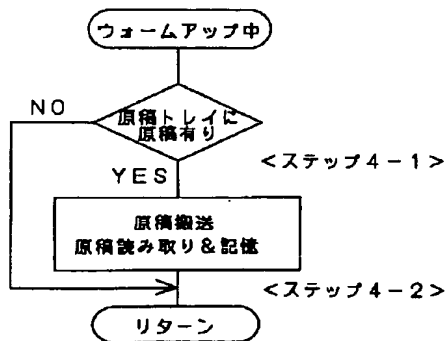 ウォームアップ中
NO
原稿トレイに
原稿有り
<ステップ4-1>
YES
原稿搬送
原稿読み取り&記憶
<ステップ4-2>
リターン